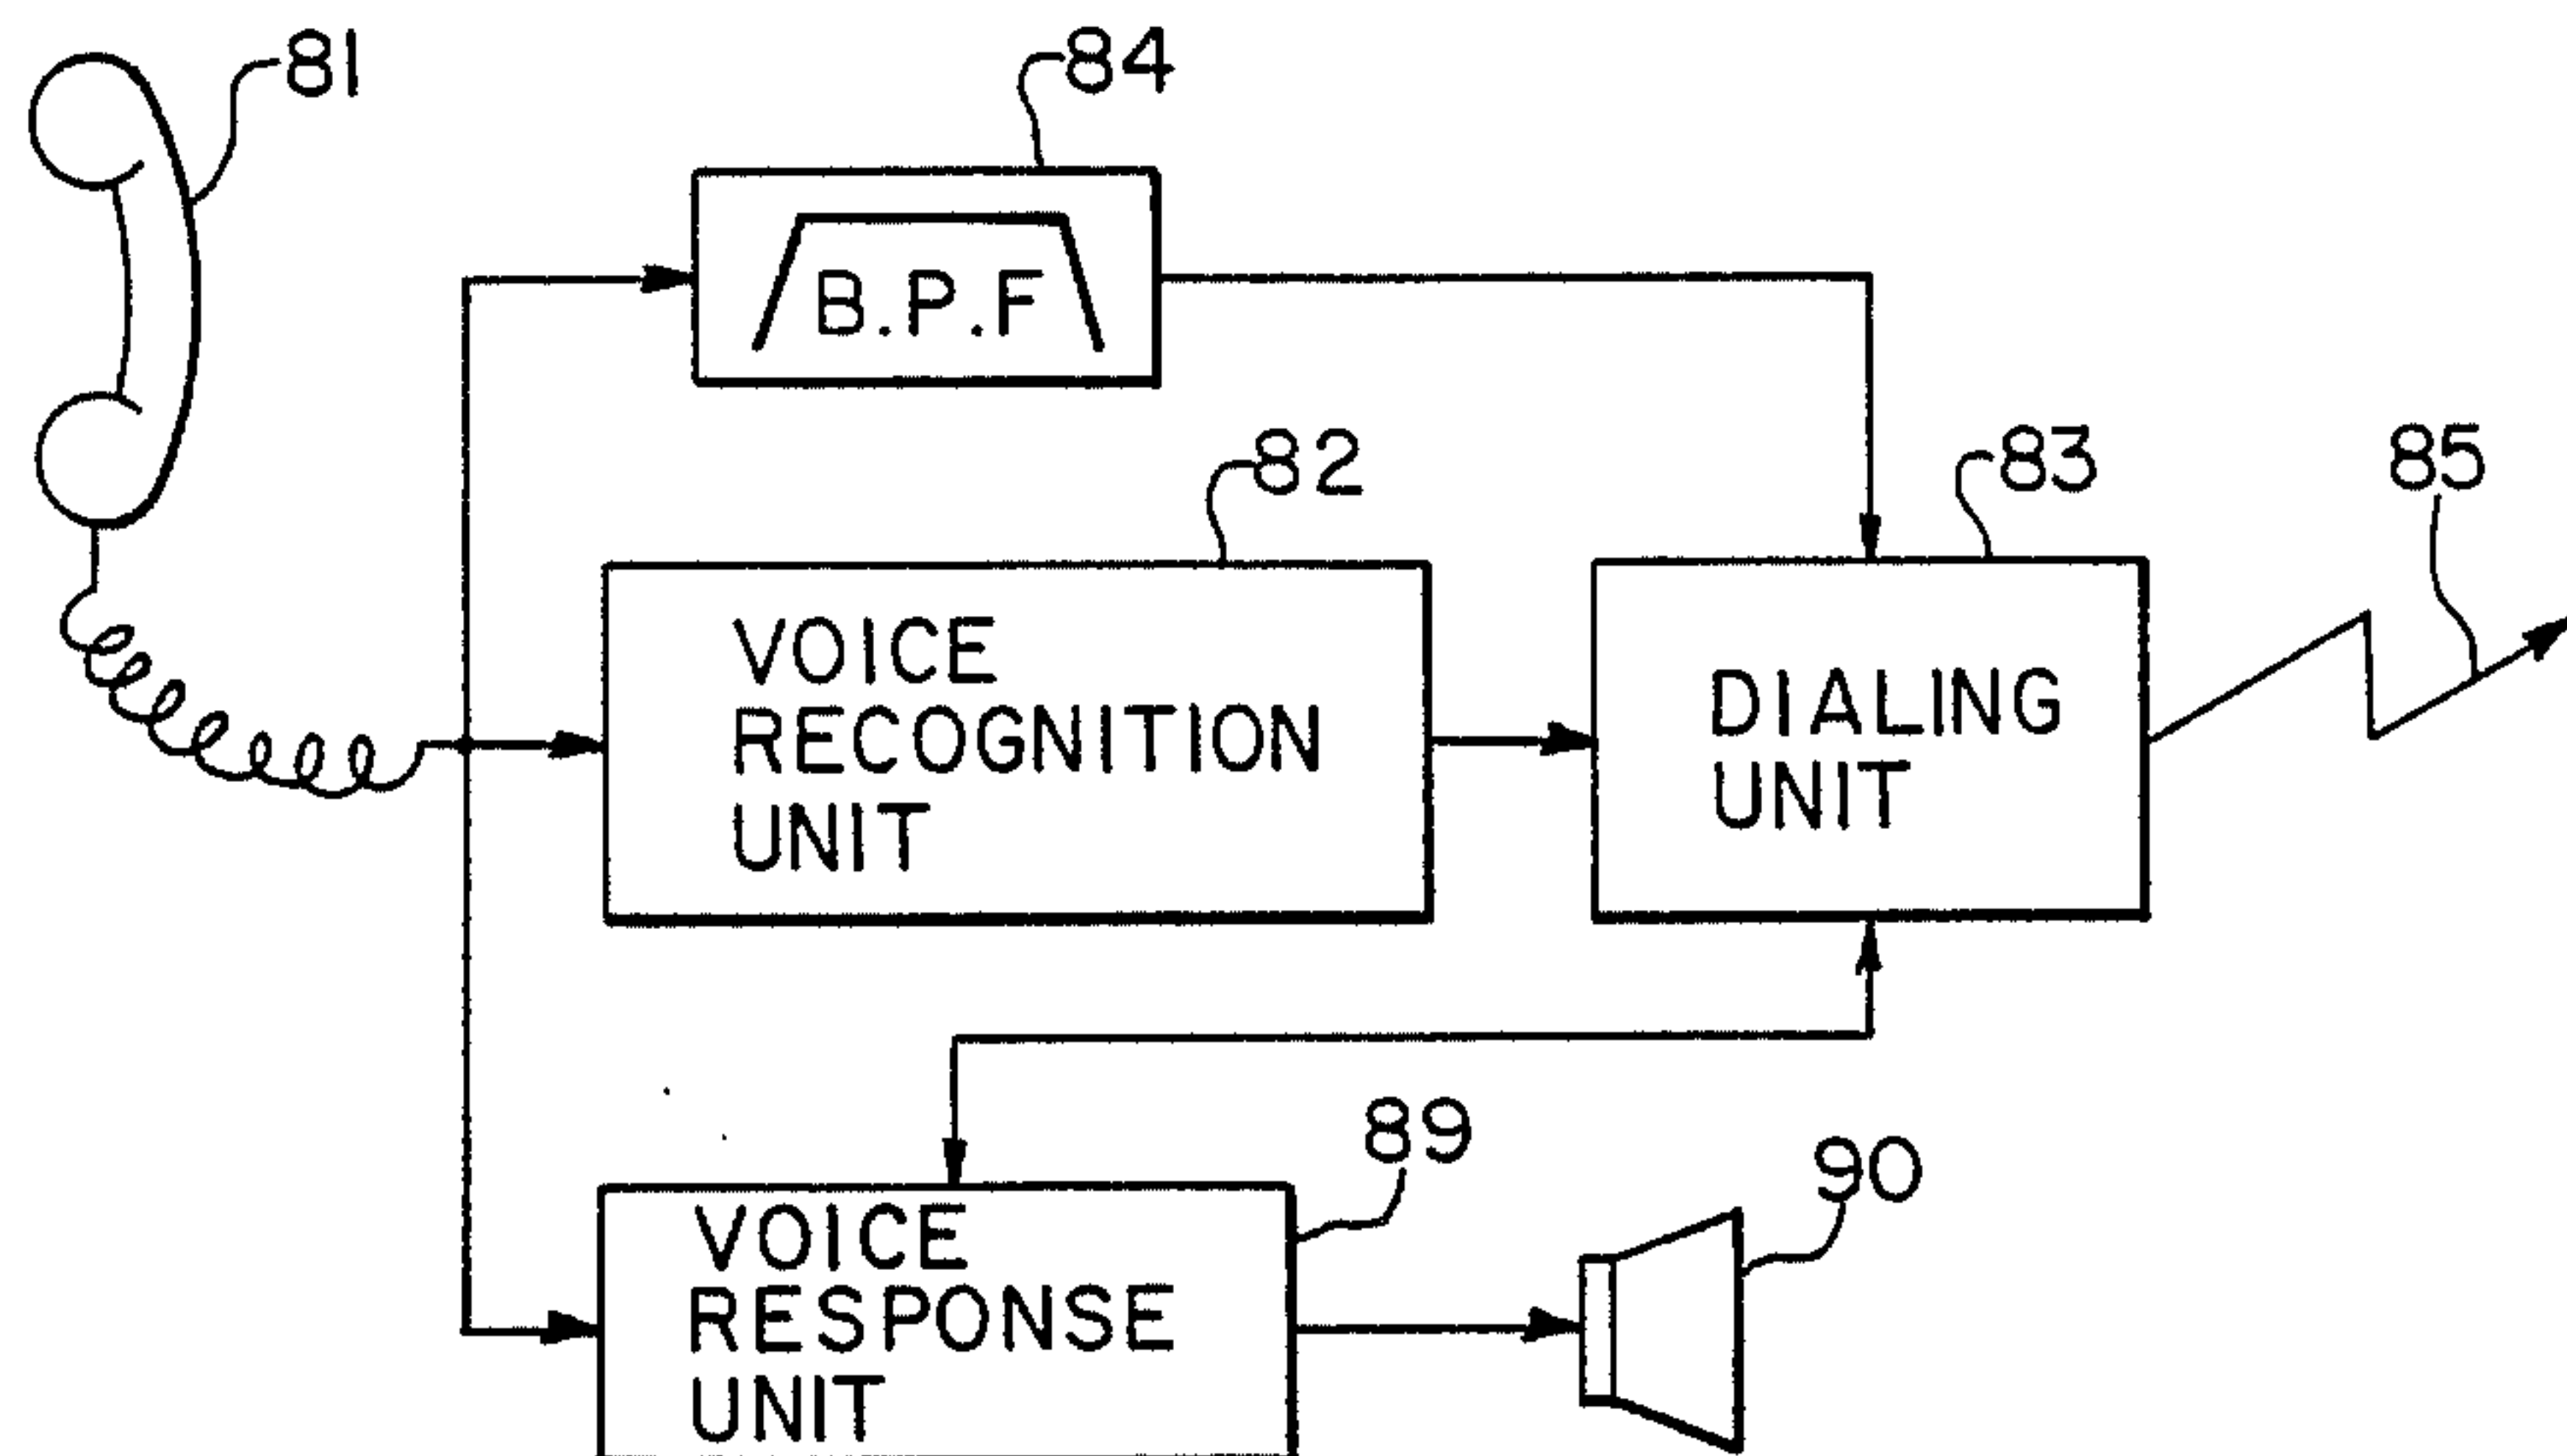 81
84
B.P.F
82
83
85
VOICE
RECOGNITION
UNIT
DIALING
UNIT
89
90
VOICE
RESPONSE
UNIT